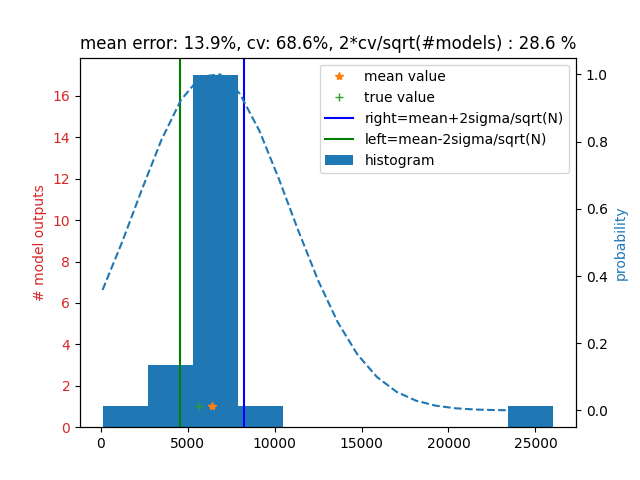 mean error: 13.9%, cv: 68.6%, 2*cv/sqrt(#models) : 28.6 %
mean value
true value
right=mean+2sigma/sqrt(N)
left=mean-2sigma/sqrt(N)
histogram
# model outputs
16
14
12
10
8
6
4
2
0
1.0
0.8
0.6
0.4
0.2
0.0
probability
0 5000 10000 15000 20000 25000